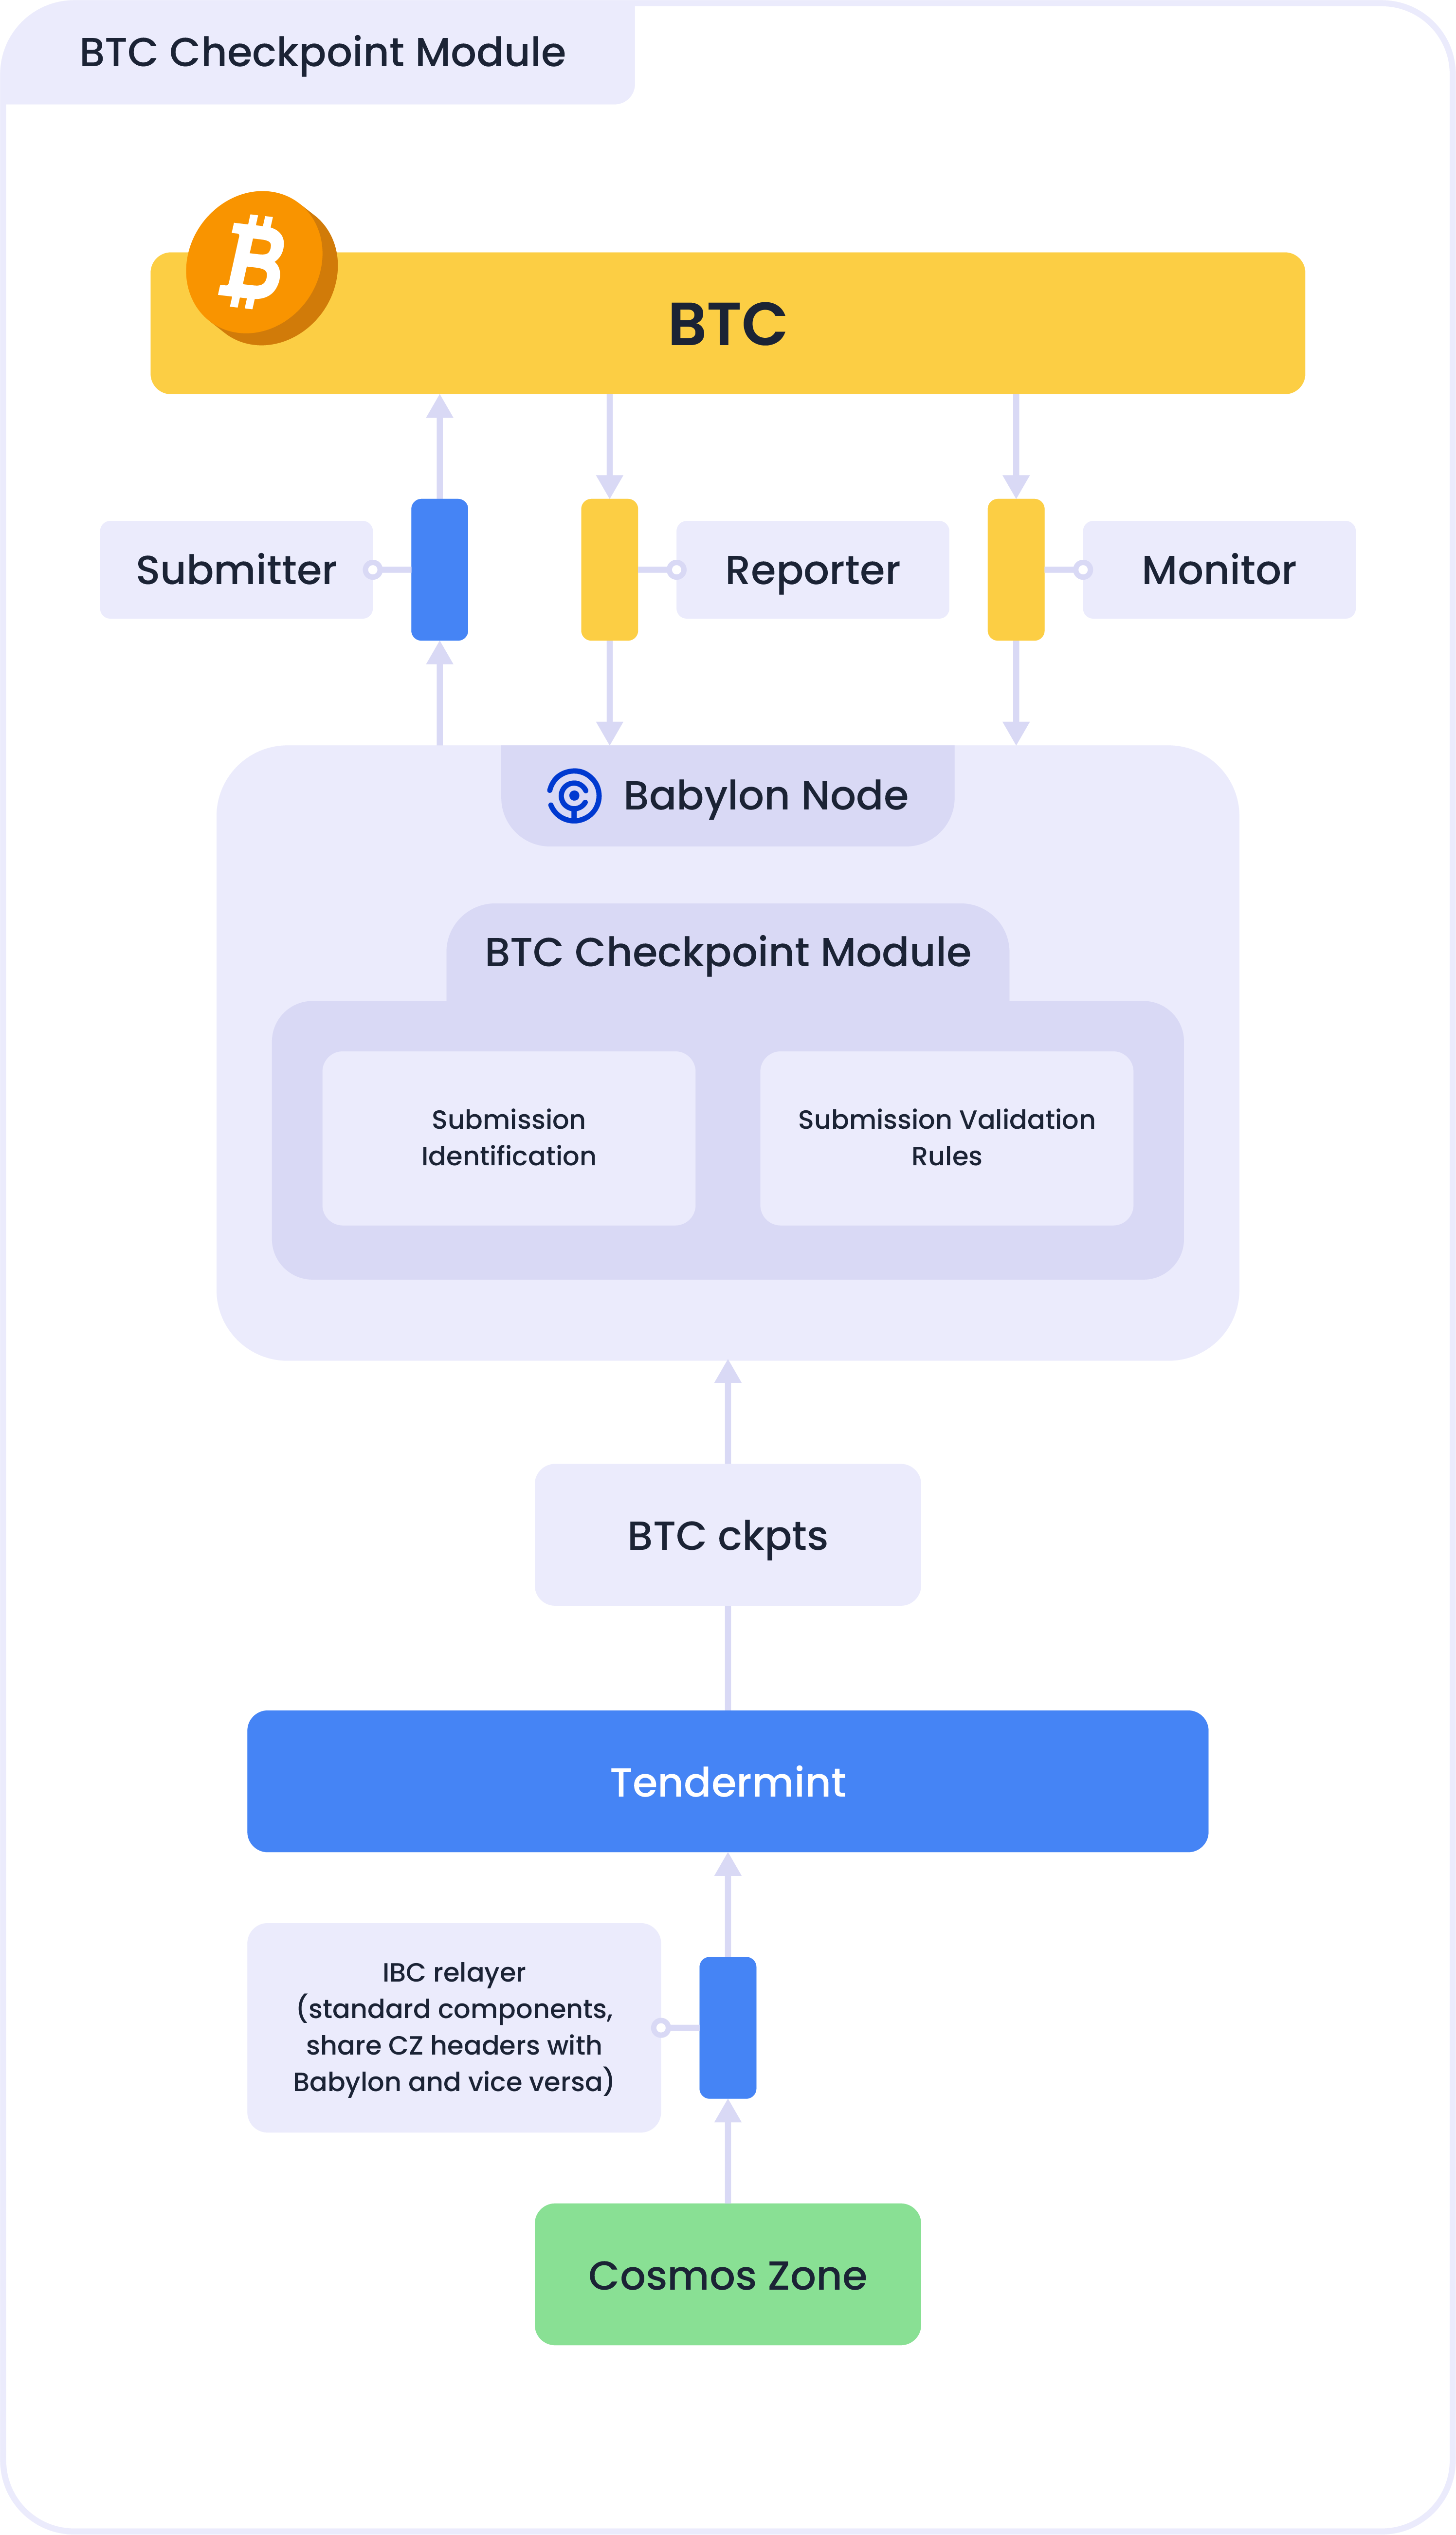 BTC Checkpoint Module
BTC
Submitter
Reporter
Monitor
Babylon Node
BTC Checkpoint Module
Submission
Identification
Submission Validation
Rules
BTC ckpts
Tendermint
IBC relayer
(standard components,
share CZ headers with
Babylon and vice versa)
Cosmos Zone